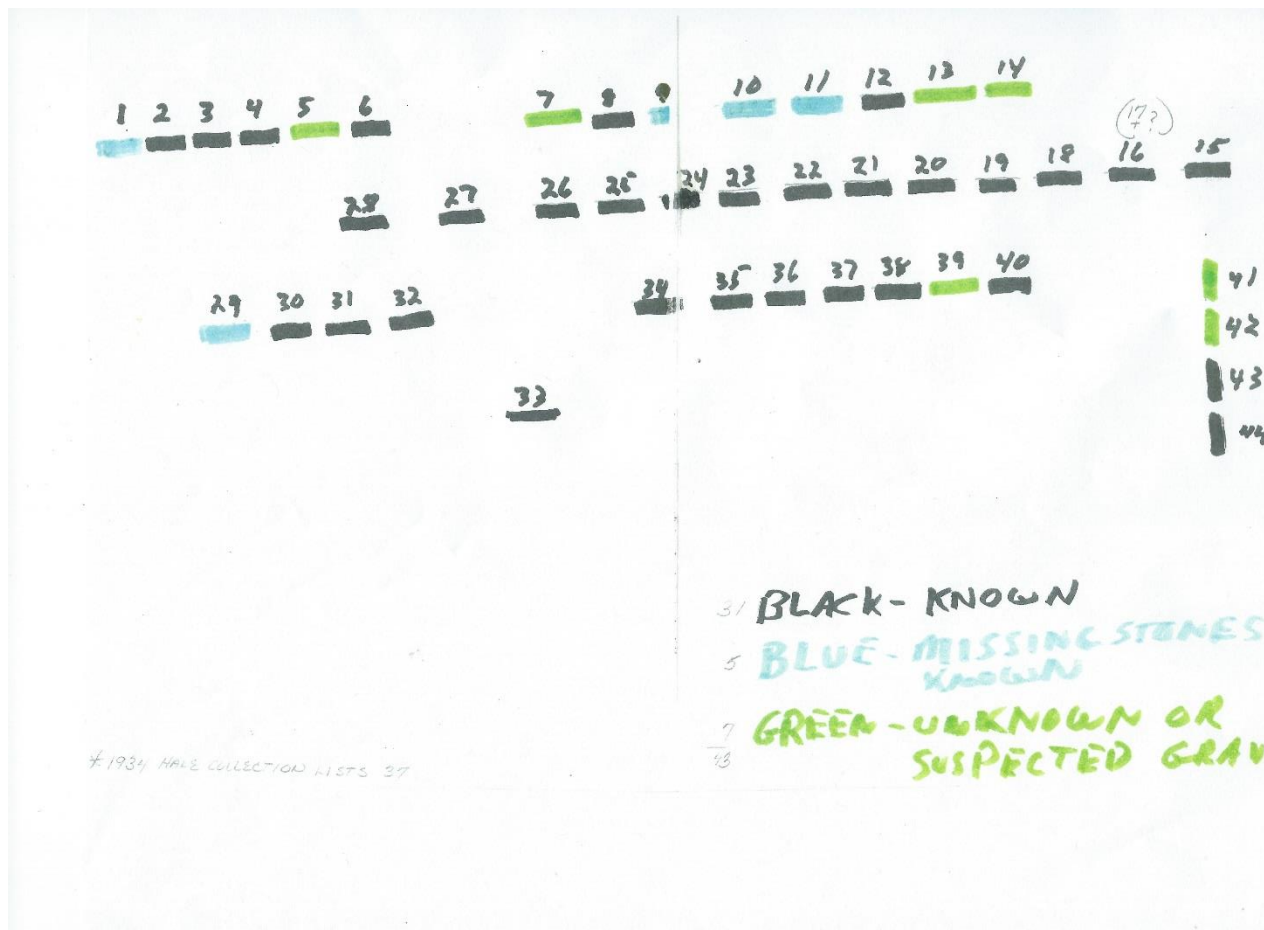 1 2 3 4 5 6 7 8 9 10 11 12 13 14
(17?)
28 27 26 25 24 23 22 21 20 19 18 16 15
29 30 31 32 34 35 36 37 38 39 40
41
42
43
44
33
31 BLACK - KNOWN
5 BLUE - MISSING STONES
KNOWN
7 GREEN - UNKNOWN OR
43 SUSPECTED GRAV
* 1934 HALE COLLECTION LISTS 37